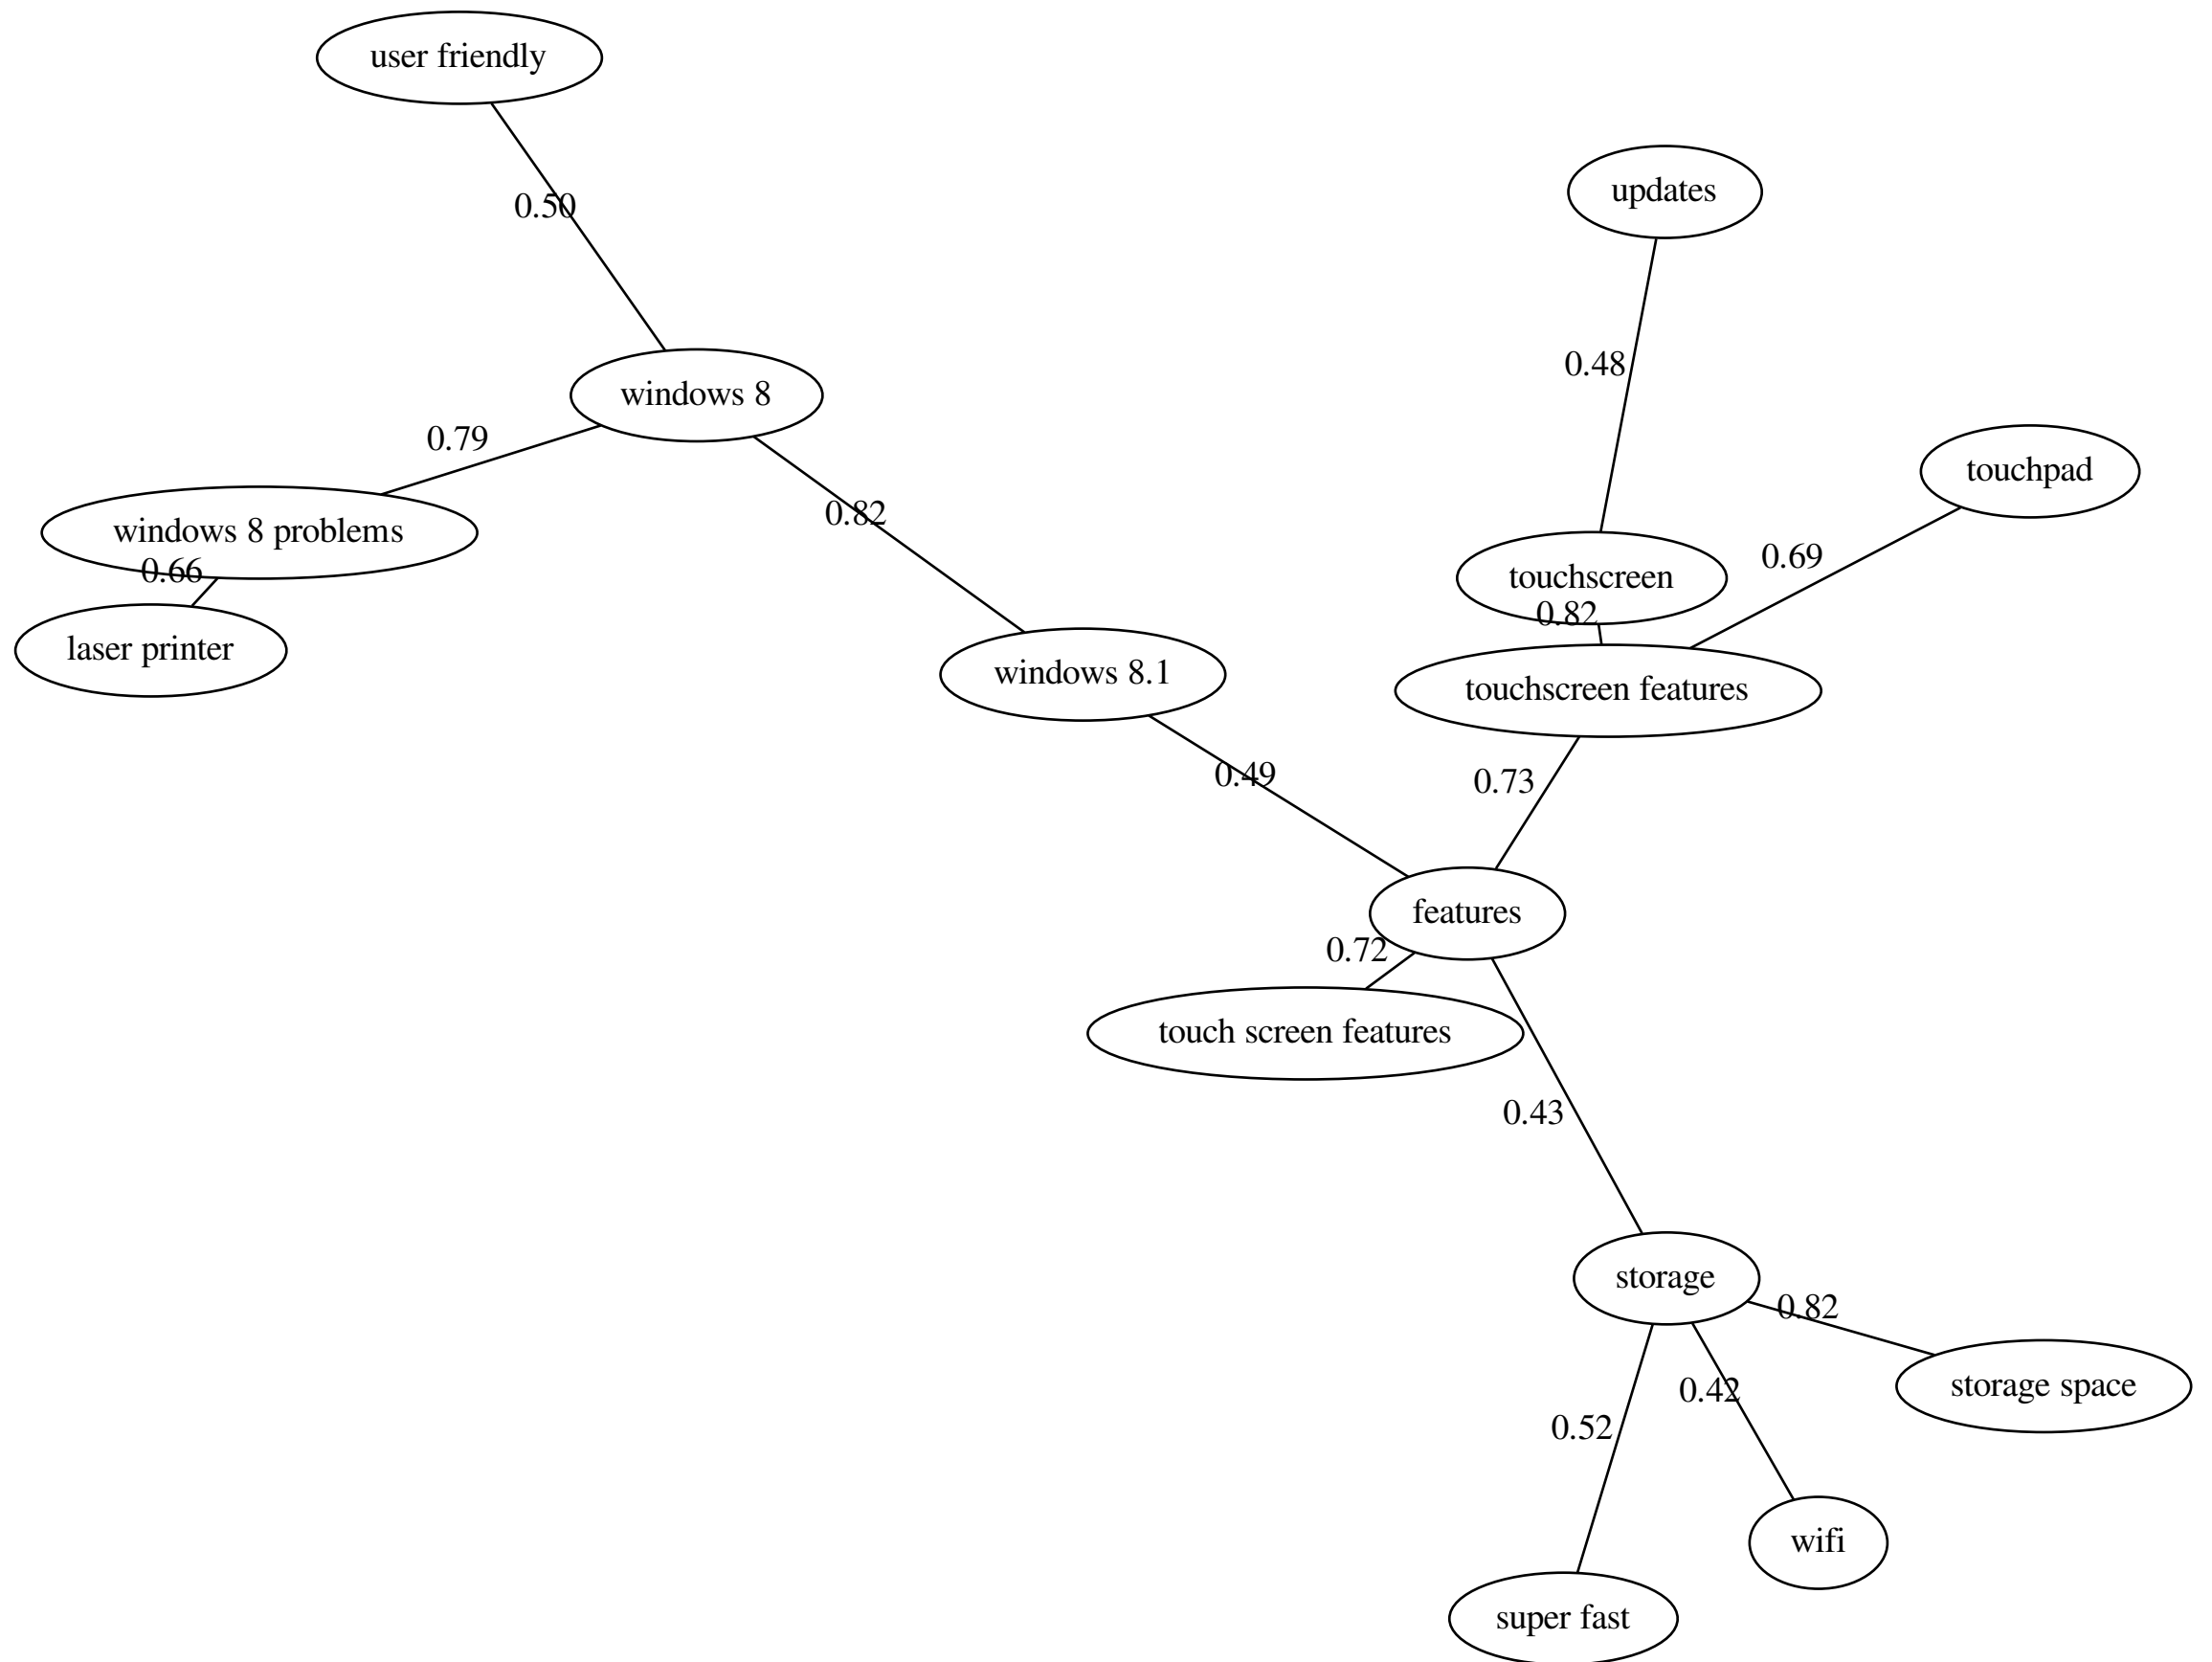 user friendly
updates
0.50
0.48
windows 8
0.79
touchpad
0.82
windows 8 problems
0.69
0.66
touchscreen
0.82
laser printer
windows 8.1
touchscreen features
0.49
0.73
features
0.72
touch screen features
0.43
storage
0.82
storage space
0.42
0.52
wifi
super fast